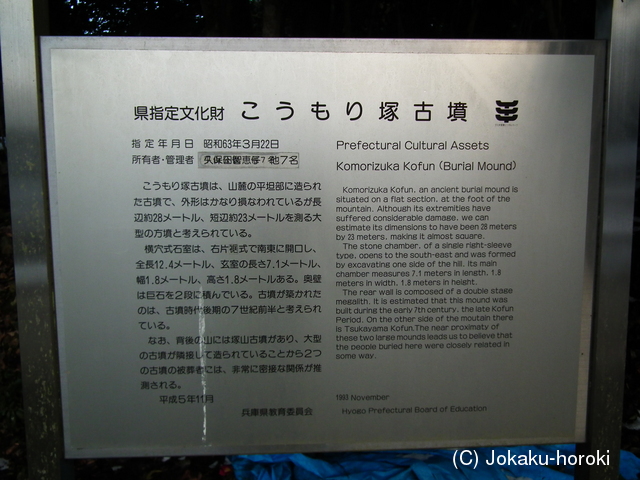 県指定文化財 こうもり塚古墳
指定年月日 昭和63年3月22日
所有者・管理者 他7名
こうもり塚古墳は、山麓の平坦部に造られ
た古墳で、外形はかなり損なわれているが長
辺約28メートル、短辺約23メートルを測る大
型の方墳と考えられている。
横穴式石室は、右片袖式で南東に開口し、
全長12.4メートル、玄室の長さ7.1メートル、
幅1.8メートル、高さ1.8メートルある。奥壁
は巨石を2段に積んでいる。古墳が築かれた
のは、古墳時代後期の7世紀前半と考えられ
ている。
なお、背後の山には塚山古墳があり、大型
の古墳が隣接して造られていることから2つ
の古墳の被葬者には、非常に密接な関係が推
測される。
平成5年11月
兵庫県教育委員会
Prefectural Cultural Assets
Komorizuka Kofun (Burial Mound)
Komorizuka Kofun, an ancient burial mound is
situated on a flat section, at the foot of the
mountain. Although its extremities have
suffered considerable damage, we can
estimate its dimensions to have been 28 meters
by 23 meters, making it almost square.
The stone chamber, of a single right-sleeve
type, opens to the south-east and was formed
by excavating one side of the hill. Its main
chamber measures 7.1 meters in length, 1.8
meters in width, 1.8 meters in height.
The rear wall is composed of a double stage
megalith. It is estimated that this mound was
built during the early 7th century, the late Kofun
Period. On the other side of the moutain there
is Tsukayama Kofun.The near proximaty of
these two large mounds leads us to believe that
the people buried here were closely related in
some way.
1993 November
Hyogo Prefectural Board of Education
(C) Jokaku-horoki